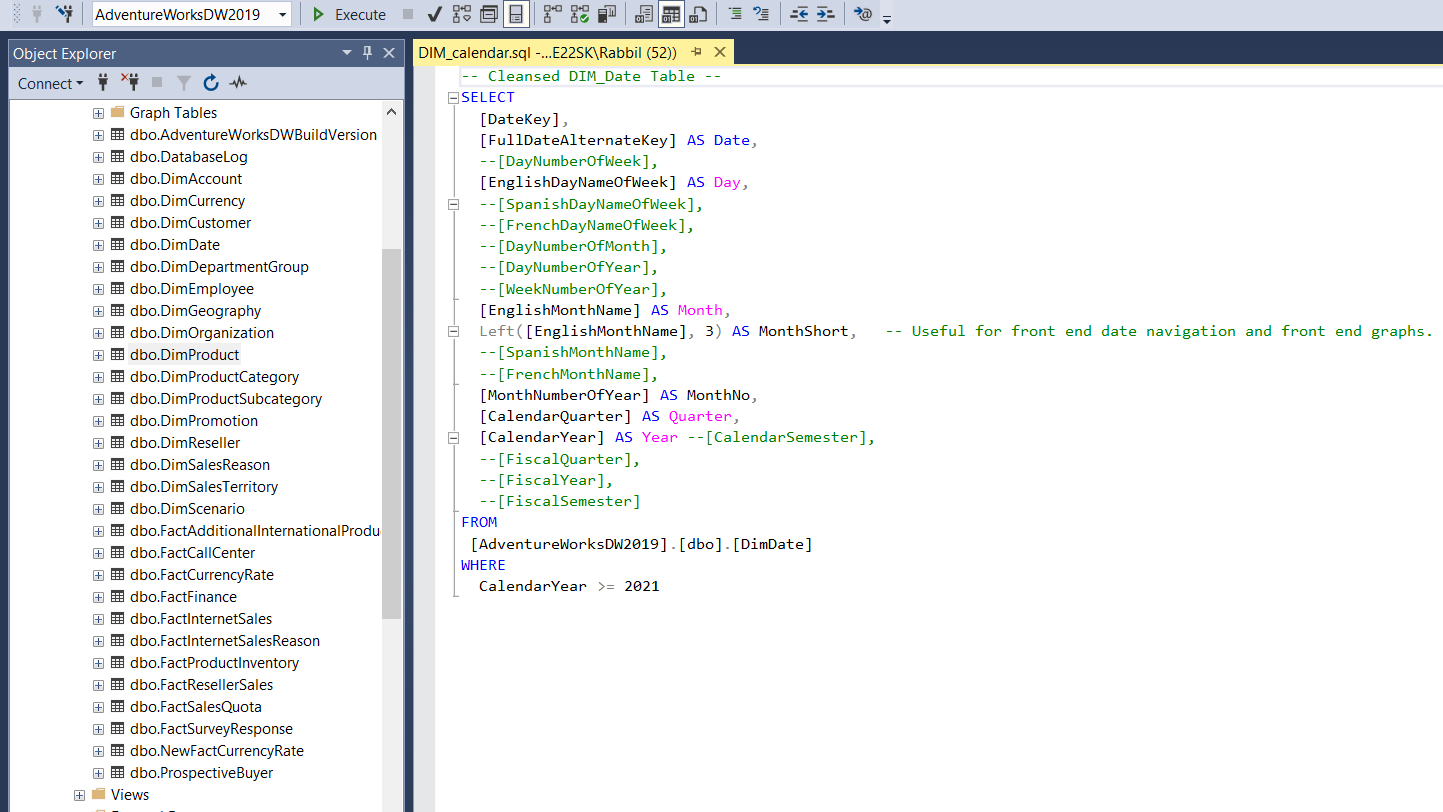 AdventureWorksDW2019 Execute
Object Explorer
Connect
Graph Tables
dbo.AdventureWorksDWBuildVersion
dbo.DatabaseLog
dbo.DimAccount
dbo.DimCurrency
dbo.DimCustomer
dbo.DimDate
dbo.DimDepartmentGroup
dbo.DimEmployee
dbo.DimGeography
dbo.DimOrganization
dbo.DimProduct
dbo.DimProductCategory
dbo.DimProductSubcategory
dbo.DimPromotion
dbo.DimReseller
dbo.DimSalesReason
dbo.DimSalesTerritory
dbo.DimScenario
dbo.FactAdditionalInternationalProdu
dbo.FactCallCenter
dbo.FactCurrencyRate
dbo.FactFinance
dbo.FactInternetSales
dbo.FactInternetSalesReason
dbo.FactProductInventory
dbo.FactResellerSales
dbo.FactSalesQuota
dbo.FactSurveyResponse
dbo.NewFactCurrencyRate
dbo.ProspectiveBuyer
Views
DIM_calendar.sql -...E22SK\Rabbil (52))
-- Cleansed DIM_Date Table --
SELECT
[DateKey],
[FullDateAlternateKey] AS Date,
--[DayNumberOfWeek],
[EnglishDayNameOfWeek] AS Day,
--[SpanishDayNameOfWeek],
--[FrenchDayNameOfWeek],
--[DayNumberOfMonth],
--[DayNumberOfYear],
--[WeekNumberOfYear],
[EnglishMonthName] AS Month,
Left([EnglishMonthName], 3) AS MonthShort,   -- Useful for front end date navigation and front end graphs.
--[SpanishMonthName],
--[FrenchMonthName],
[MonthNumberOfYear] AS MonthNo,
[CalendarQuarter] AS Quarter,
[CalendarYear] AS Year --[CalendarSemester],
--[FiscalQuarter],
--[FiscalYear],
--[FiscalSemester]
FROM
[AdventureWorksDW2019].[dbo].[DimDate]
WHERE
CalendarYear >= 2021